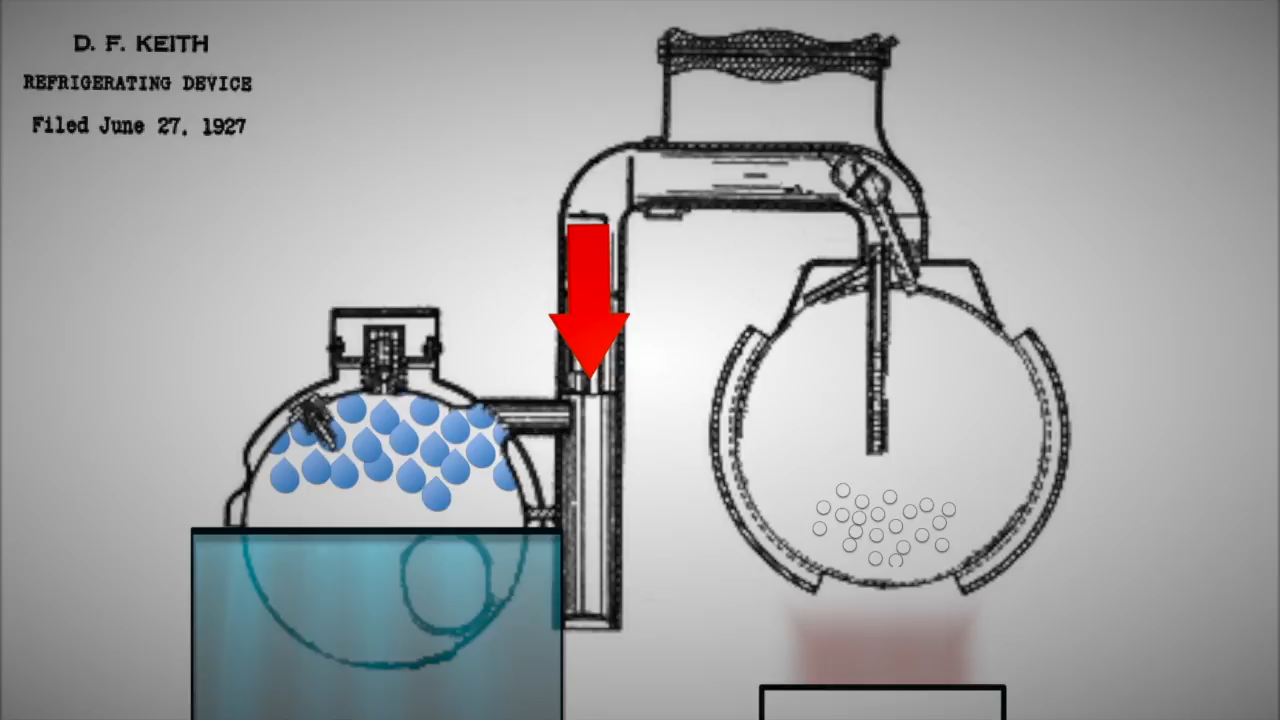 D. F. KEITH
REFRIGERATING DEVICE
Filed June 27, 1927